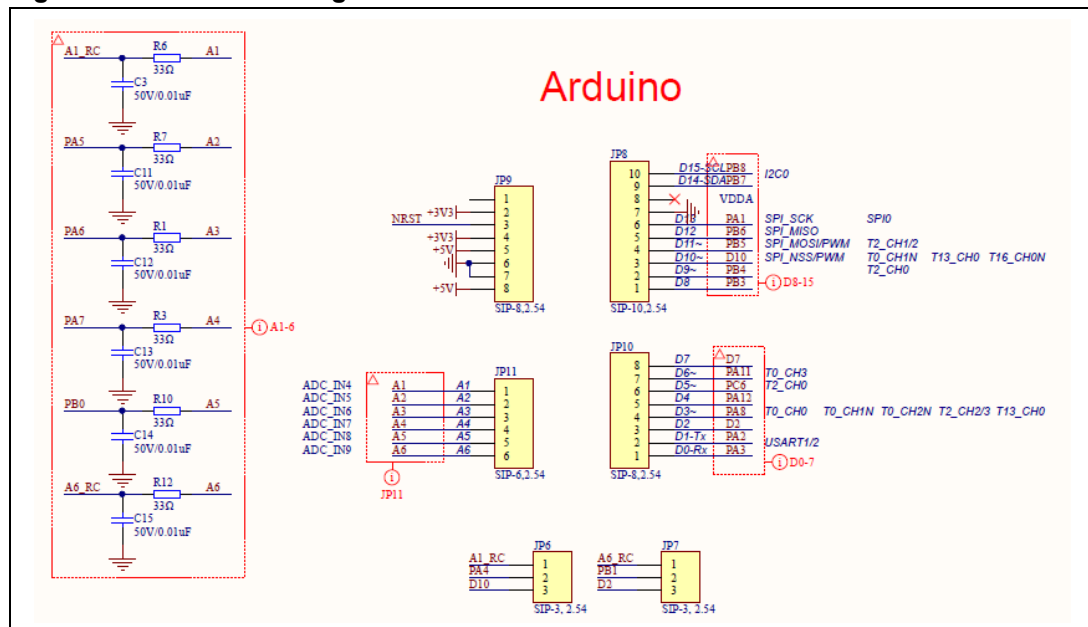 Arduino
A1_RC R6 A1
33Ω
C3
50V/0.01uF
PA5 R7 A2
33Ω
C11
50V/0.01uF
PA6 R1 A3
33Ω
C12
50V/0.01uF
PA7 R3 A4
33Ω
C13
50V/0.01uF
PB0 R10 A5
33Ω
C14
50V/0.01uF
A6_RC R12 A6
33Ω
C15
50V/0.01uF
i A1-6
JP9
1
+3V3 2
NRST 3
+3V3 4
+5V 5
6
7
+5V 8
SIP-8,2.54
JP8
10 D15-SCL PB8 I2C0
9 D14-SDA PB7
8 VDDA
7
6 D13 PA1 SPI_SCK SPI0
5 D12 PB6 SPI_MISO
4 D11~ PB5 SPI_MOSI/PWM T2_CH1/2
3 D10~ D10 SPI_NSS/PWM T0_CH1N T13_CH0 T16_CH0N
2 D9~ PB4 T2_CH0
1 D8 PB3
SIP-10,2.54
i D8-15
JP11
ADC_IN4 A1 A1 1
ADC_IN5 A2 A2 2
ADC_IN6 A3 A3 3
ADC_IN7 A4 A4 4
ADC_IN8 A5 A5 5
ADC_IN9 A6 A6 6
SIP-6,2.54
i
JP11
JP10
8 D7 D7
7 D6~ PA11 T0_CH3
6 D5~ PC6 T2_CH0
5 D4 PA12
4 D3~ PA8 T0_CH0 T0_CH1N T0_CH2N T2_CH2/3 T13_CH0
3 D2 D2
2 D1-Tx PA2 USART1/2
1 D0-Rx PA3
SIP-8,2.54
i D0-7
JP6
A1_RC 1
PA4 2
D10 3
SIP-3, 2.54
JP7
A6_RC 1
PB1 2
D2 3
SIP-3, 2.54